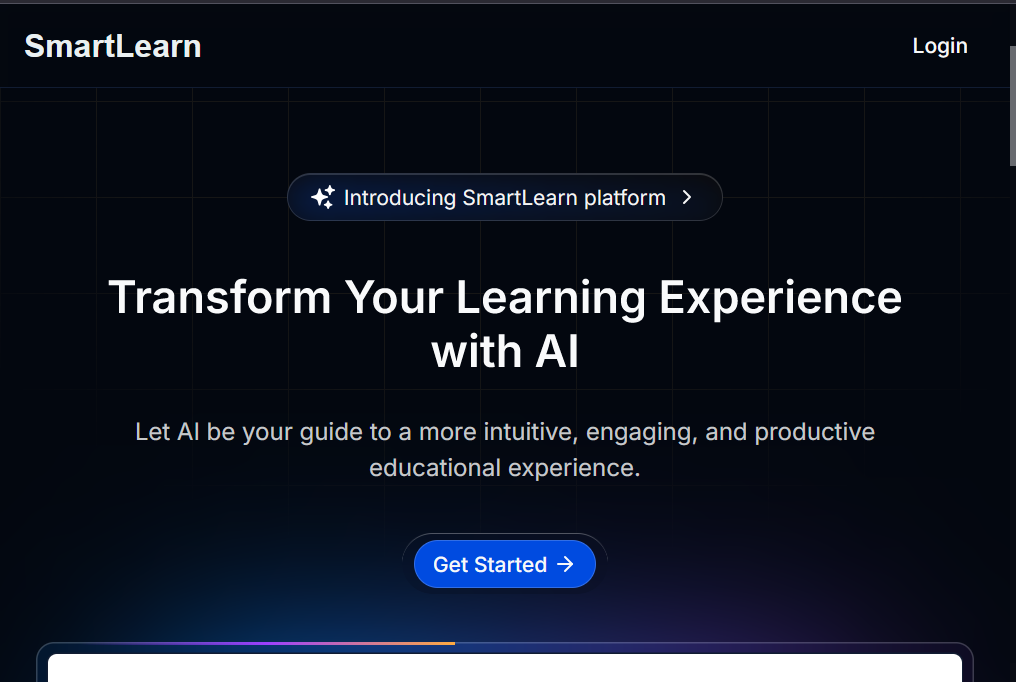 SmartLearn
Login
Introducing SmartLearn platform
Transform Your Learning Experience
with AI
Let AI be your guide to a more intuitive, engaging, and productive
educational experience.
Get Started